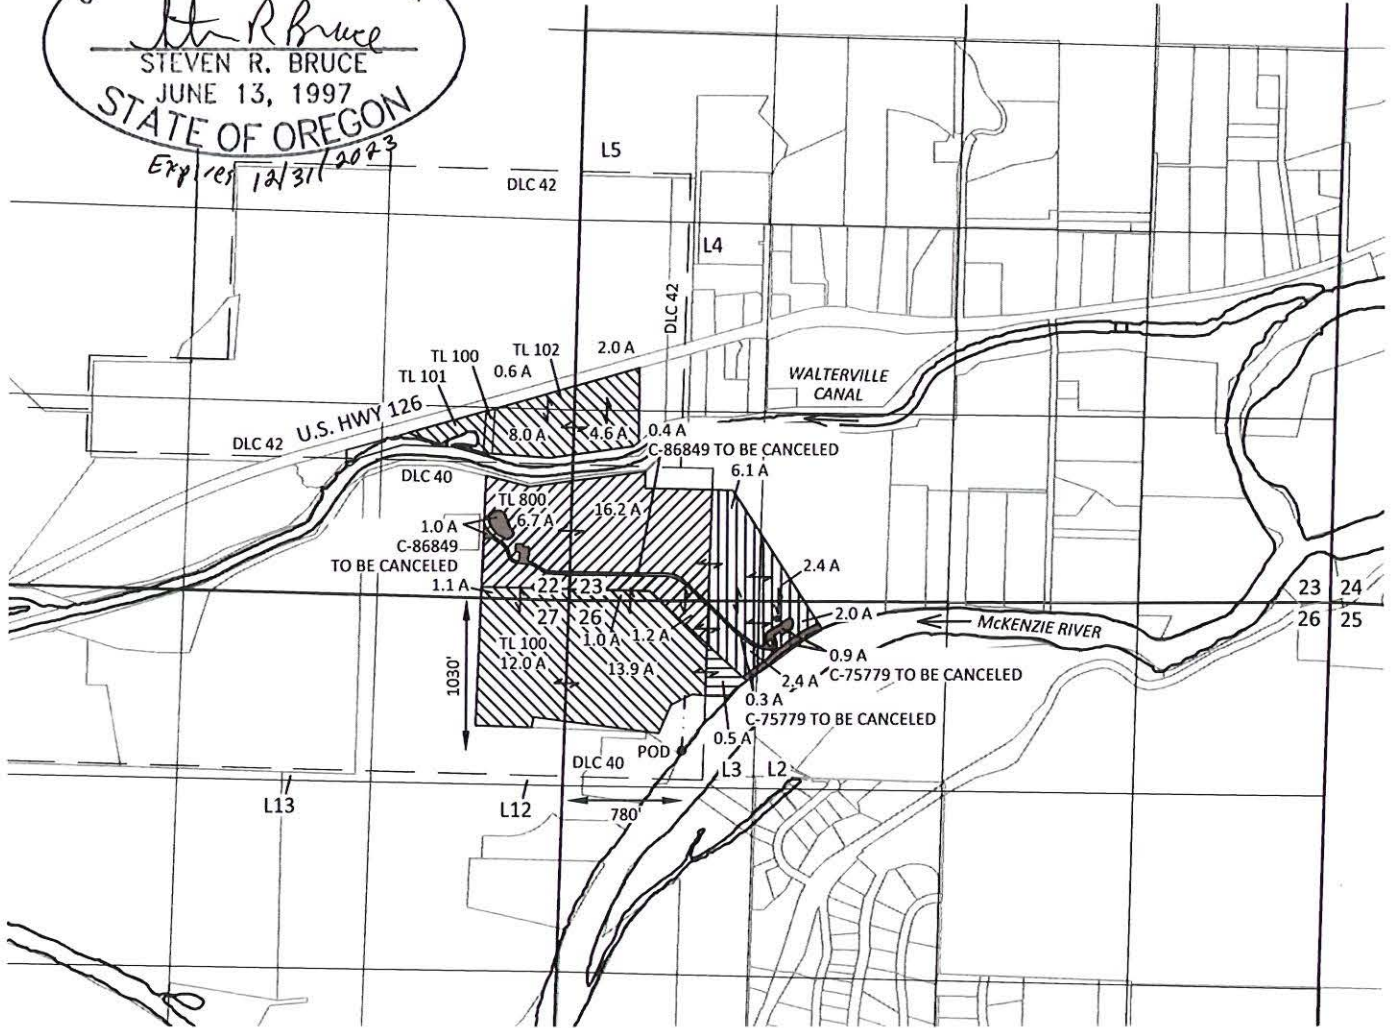 Steven R Bruce
STEVEN R. BRUCE
JUNE 13, 1997
STATE OF OREGON
Expires 12/31/2023
L5
DLC 42
L4
DLC 42
2.0 A
TL 102
TL 100
0.6 A
TL 101
WALTERVILLE
CANAL
U.S. HWY 126
8.0 A
4.6 A
0.4 A
C-86849 TO BE CANCELED
DLC 42
6.1 A
DLC 40
TL 800
6.7 A
16.2 A
1.0 A
C-86849
TO BE CANCELED
2.4 A
1.1 A
22 23
27 26
23 24
26 25
2.0 A
McKENZIE RIVER
1.0 A
1.2 A
TL 100
12.0 A
13.9 A
0.9 A
C-75779 TO BE CANCELED
2.4 A
1030'
0.3 A
C-75779 TO BE CANCELED
0.5 A
POD
DLC 40
L3
L2
L13
L12
780'